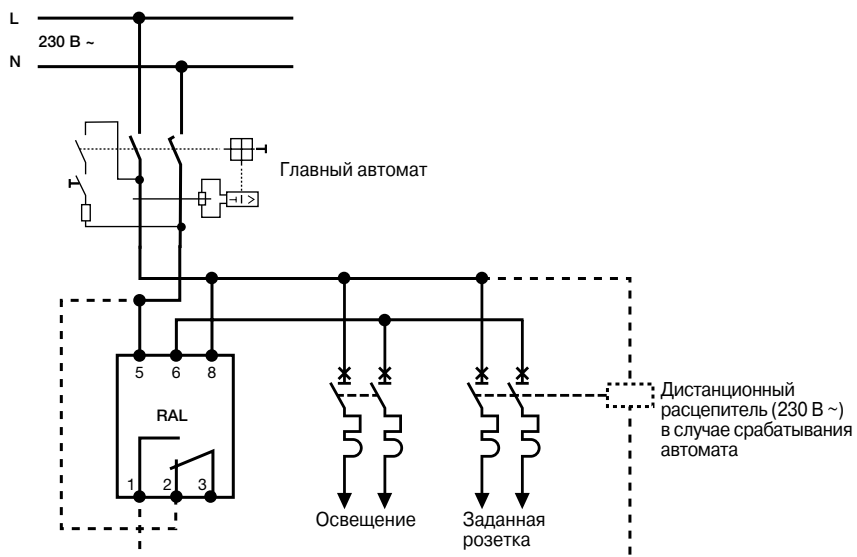 L
230 В ~
N
Главный автомат
5 6 8
RAL
1 2 3
Дистанционный
расцепитель (230 В ~)
в случае срабатывания
автомата
Освещение
Заданная
розетка